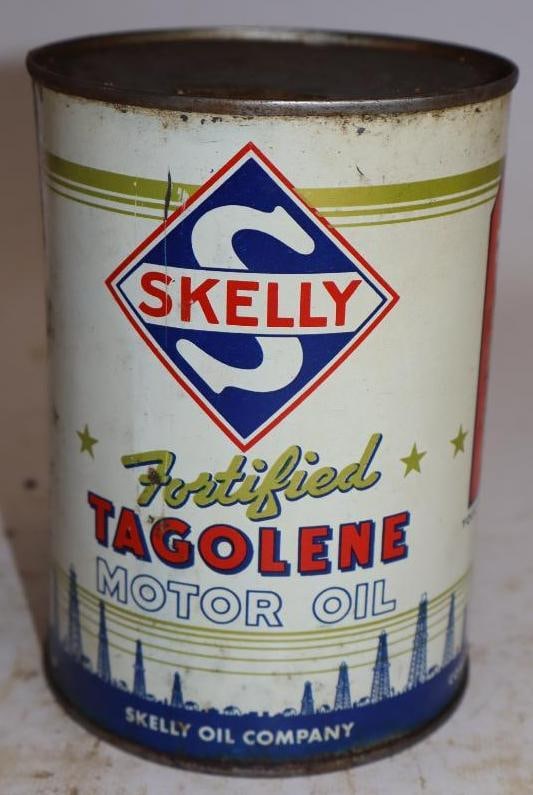 S
SKELLY
Fortified
TAGOLENE
MOTOR OIL
SKELLY OIL COMPANY